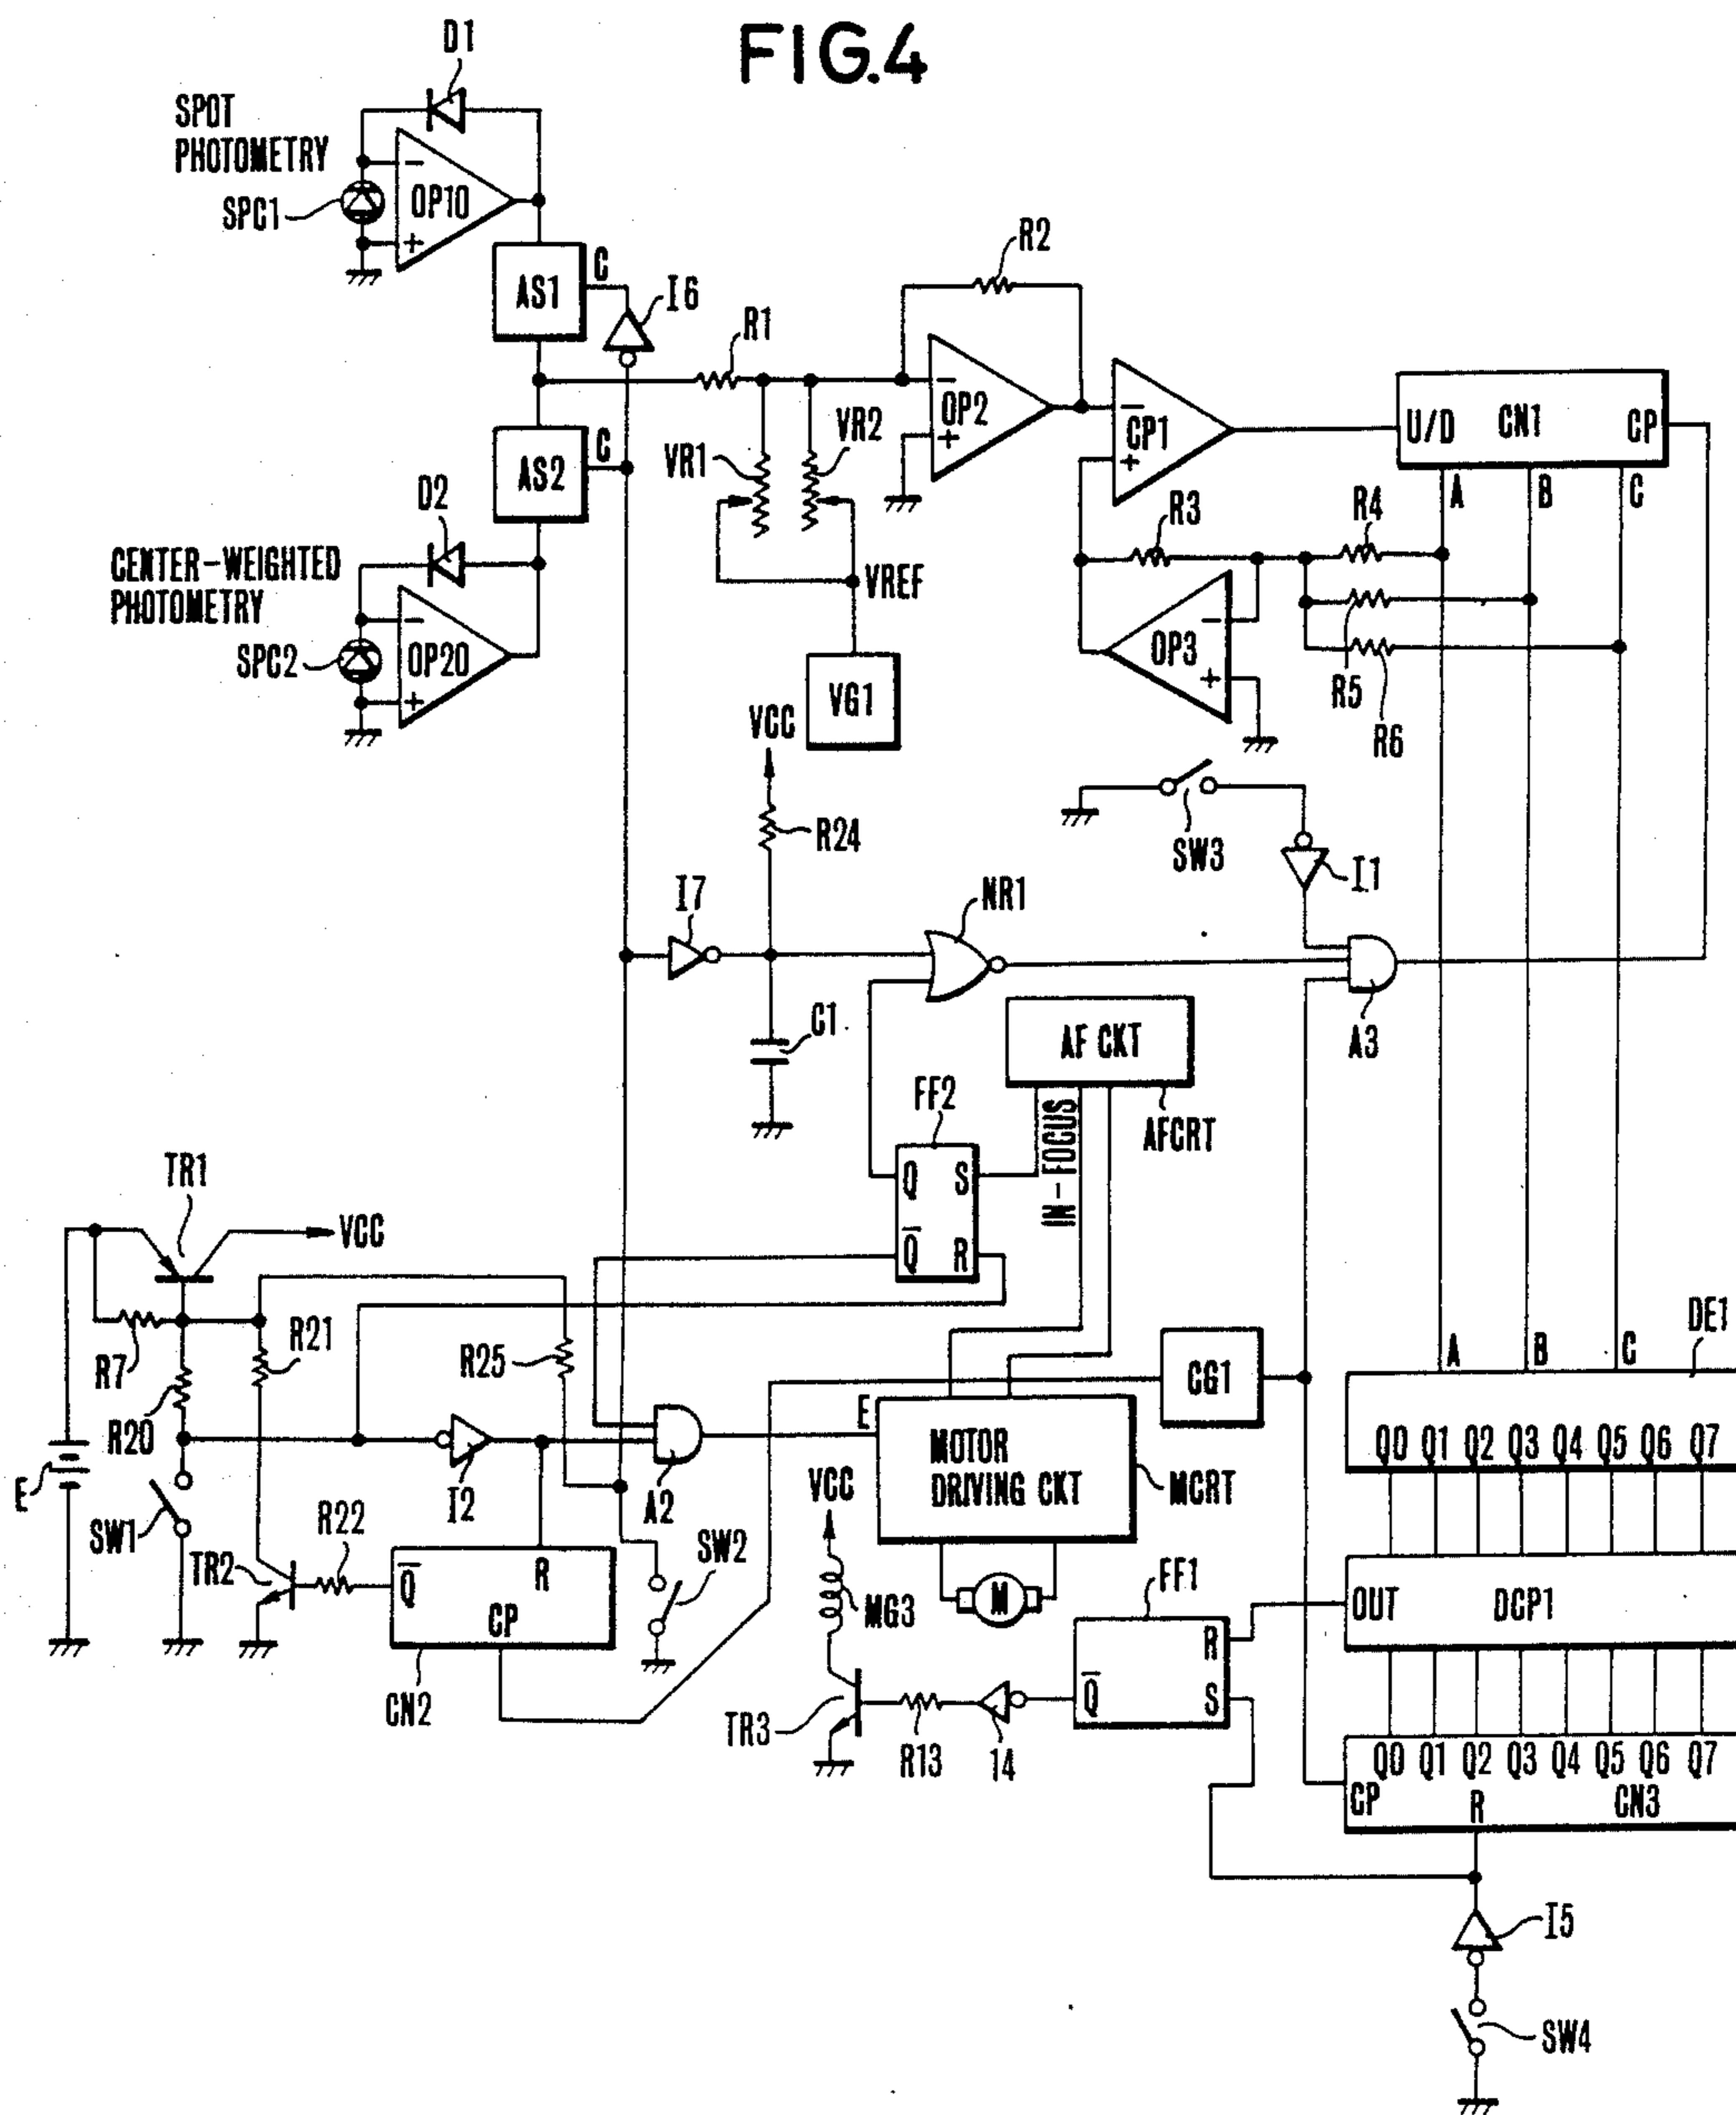 FIG.4
D1
SPOT
PHOTOMETRY
SPC1
-
OP10
+
AS1
C
I6
R1
R2
-
OP2
+
-
CP1
+
U/D CN1 CP
A B C
AS2
C
VR1
VR2
D2
CENTER-WEIGHTED
PHOTOMETRY
SPC2
-
OP20
+
VREF
VG1
R3
R4
R5
R6
-
OP3
+
VCC
R24
SW3
I1
I7
NR1
A3
C1
AF CKT
AFCRT
IN-FOCUS
FF2
Q S
Q̅ R
TR1
VCC
R7
R21
R20
R25
E
SW1
I2
A2
TR2
R22
Q̅ R
CP
CN2
SW2
E
MOTOR
DRIVING CKT
MCRT
M
CG1
DE1
A B C
Q0 Q1 Q2 Q3 Q4 Q5 Q6 Q7
VCC
MG3
TR3
R13
14
FF1
R
Q̅ S
OUT DCP1
Q0 Q1 Q2 Q3 Q4 Q5 Q6 Q7
CP R CN3
I5
SW4